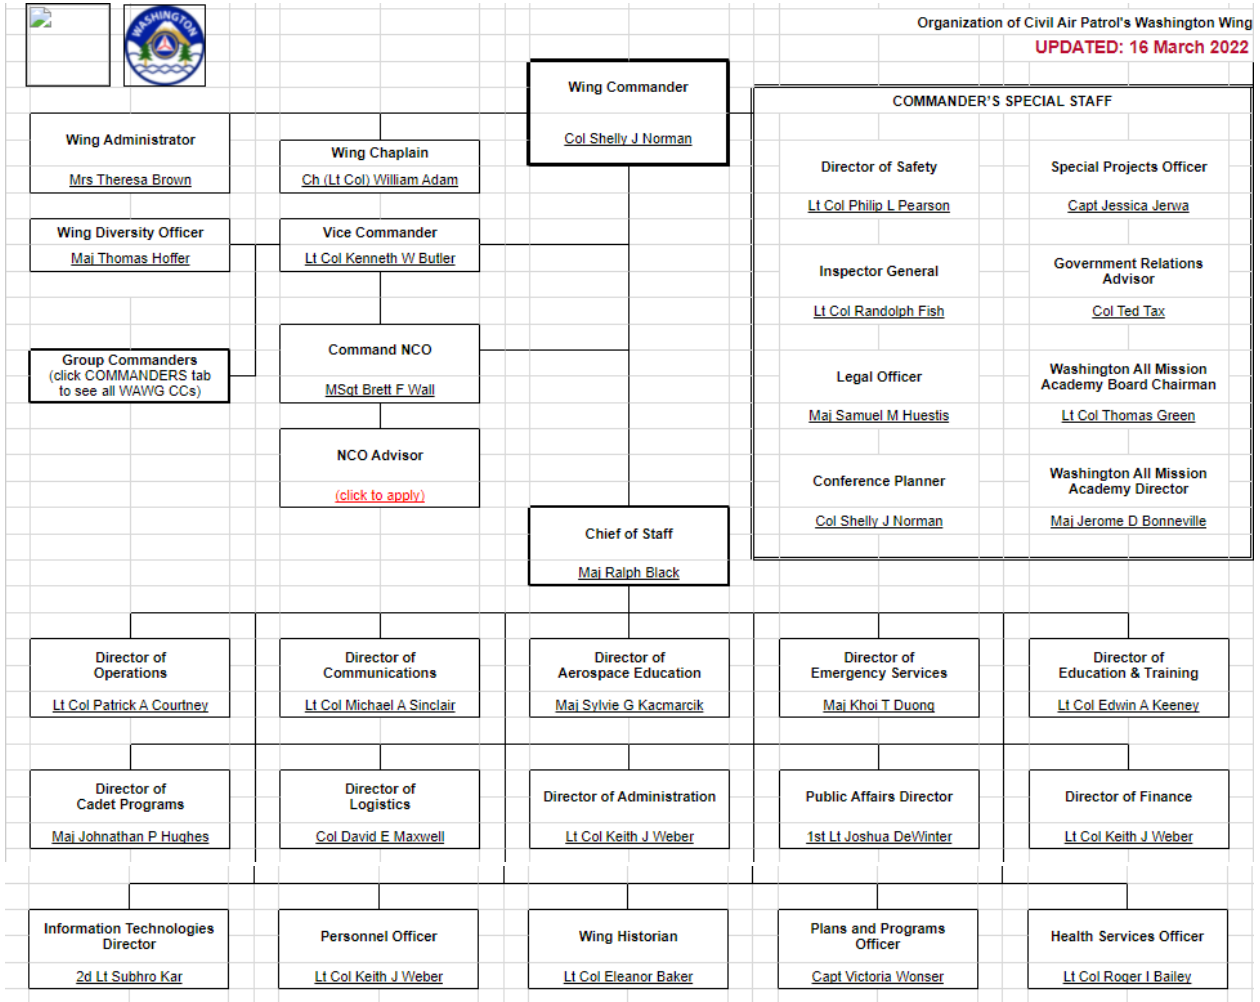 WASHINGTON
Organization of Civil Air Patrol's Washington Wing
UPDATED: 16 March 2022
Wing Commander
Col Shelly J Norman
COMMANDER'S SPECIAL STAFF
Wing Administrator
Mrs Theresa Brown
Wing Chaplain
Ch (Lt Col) William Adam
Director of Safety
Lt Col Philip L Pearson
Special Projects Officer
Capt Jessica Jerwa
Wing Diversity Officer
Maj Thomas Hoffer
Vice Commander
Lt Col Kenneth W Butler
Inspector General
Lt Col Randolph Fish
Government Relations
Advisor
Col Ted Tax
Group Commanders
(click COMMANDERS tab
to see all WAWG CCs)
Command NCO
MSgt Brett F Wall
Legal Officer
Maj Samuel M Huestis
Washington All Mission
Academy Board Chairman
Lt Col Thomas Green
NCO Advisor
(click to apply)
Conference Planner
Col Shelly J Norman
Washington All Mission
Academy Director
Maj Jerome D Bonneville
Chief of Staff
Maj Ralph Black
Director of
Operations
Lt Col Patrick A Courtney
Director of
Communications
Lt Col Michael A Sinclair
Director of
Aerospace Education
Maj Sylvie G Kacmarcik
Director of
Emergency Services
Maj Khoi T Duong
Director of
Education & Training
Lt Col Edwin A Keeney
Director of
Cadet Programs
Maj Johnathan P Hughes
Director of
Logistics
Col David E Maxwell
Director of Administration
Lt Col Keith J Weber
Public Affairs Director
1st Lt Joshua DeWinter
Director of Finance
Lt Col Keith J Weber
Information Technologies
Director
2d Lt Subhro Kar
Personnel Officer
Lt Col Keith J Weber
Wing Historian
Lt Col Eleanor Baker
Plans and Programs
Officer
Capt Victoria Wonser
Health Services Officer
Lt Col Roger I Bailey